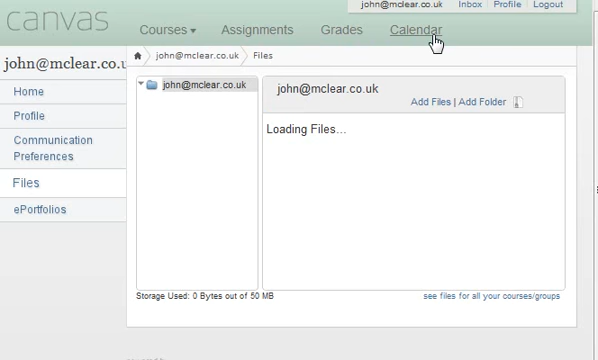 john@mclear.co.uk Inbox Profile Logout
canvas Courses Assignments Grades Calendar
john@mclear.co.u
john@mclear.co.uk Files
Home
Profile
Communication
Preferences
Files
ePortfolios
john@mclear.co.uk
john@mclear.co.uk
Add Files | Add Folder
Loading Files...
Storage Used: 0 Bytes out of 50 MB
see files for all your courses/groups